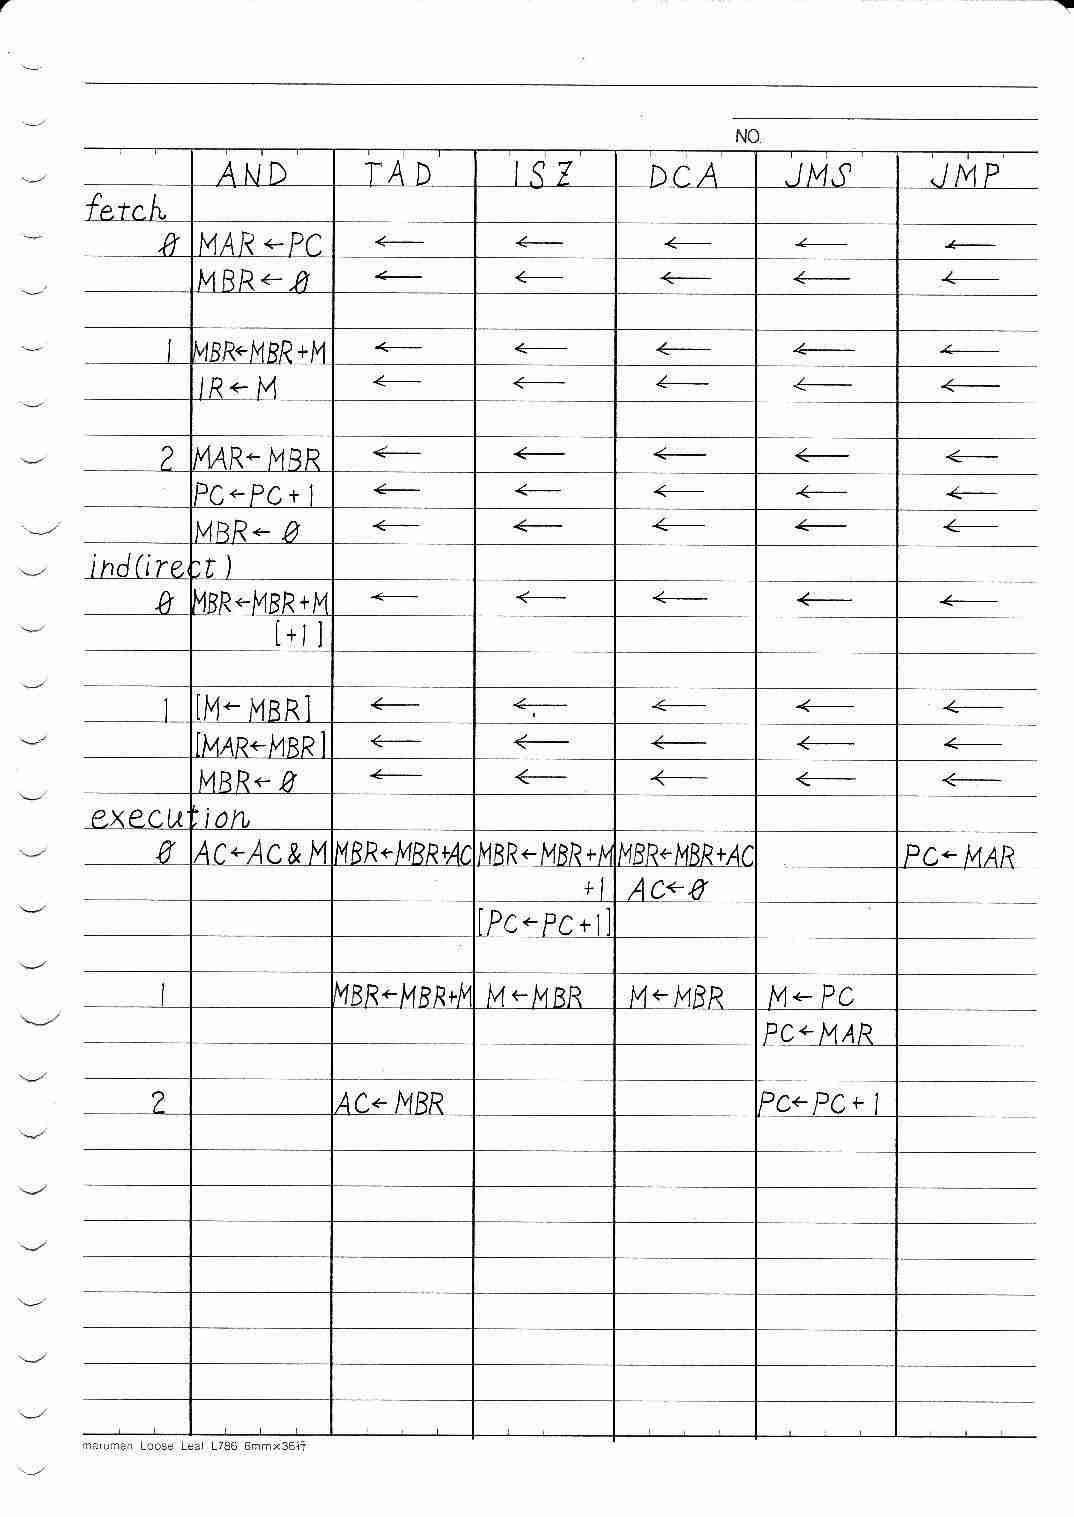 NO.
AND TAD ISZ DCA JMS JMP
fetch
0 MAR←PC ← ← ← ← ←
MBR←0 ← ← ← ← ←
1 MBR←MBR+M ← ← ← ← ←
IR←M ← ← ← ← ←
2 MAR←MBR ← ← ← ← ←
PC←PC+1 ← ← ← ← ←
MBR←0 ← ← ← ← ←
ind(irect)
0 MBR←MBR+M ← ← ← ← ←
[+1]
1 [M←MBR] ← ← ← ← ←
[MAR←MBR] ← ← ← ← ←
MBR←0 ← ← ← ← ←
execution
0 AC←AC&M MBR←MBR+AC MBR←MBR+M MBR←MBR+AC PC←MAR
+1 AC←0
[PC←PC+1]
1 MBR←MBR+M M←MBR M←MBR M←PC
PC←MAR
2 AC←MBR PC←PC+1
maruman Loose Leaf L786 6mm×36行